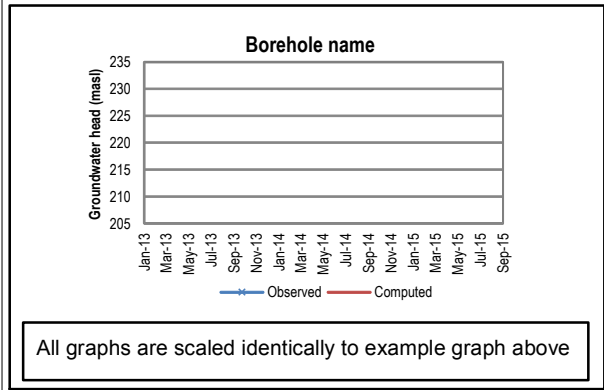 Borehole name
Groundwater head (masl)
235
230
225
220
215
210
205
Jan-13
Mar-13
May-13
Jul-13
Sep-13
Nov-13
Jan-14
Mar-14
May-14
Jul-14
Sep-14
Nov-14
Jan-15
Mar-15
May-15
Jul-15
Sep-15
Observed Computed
All graphs are scaled identically to example graph above